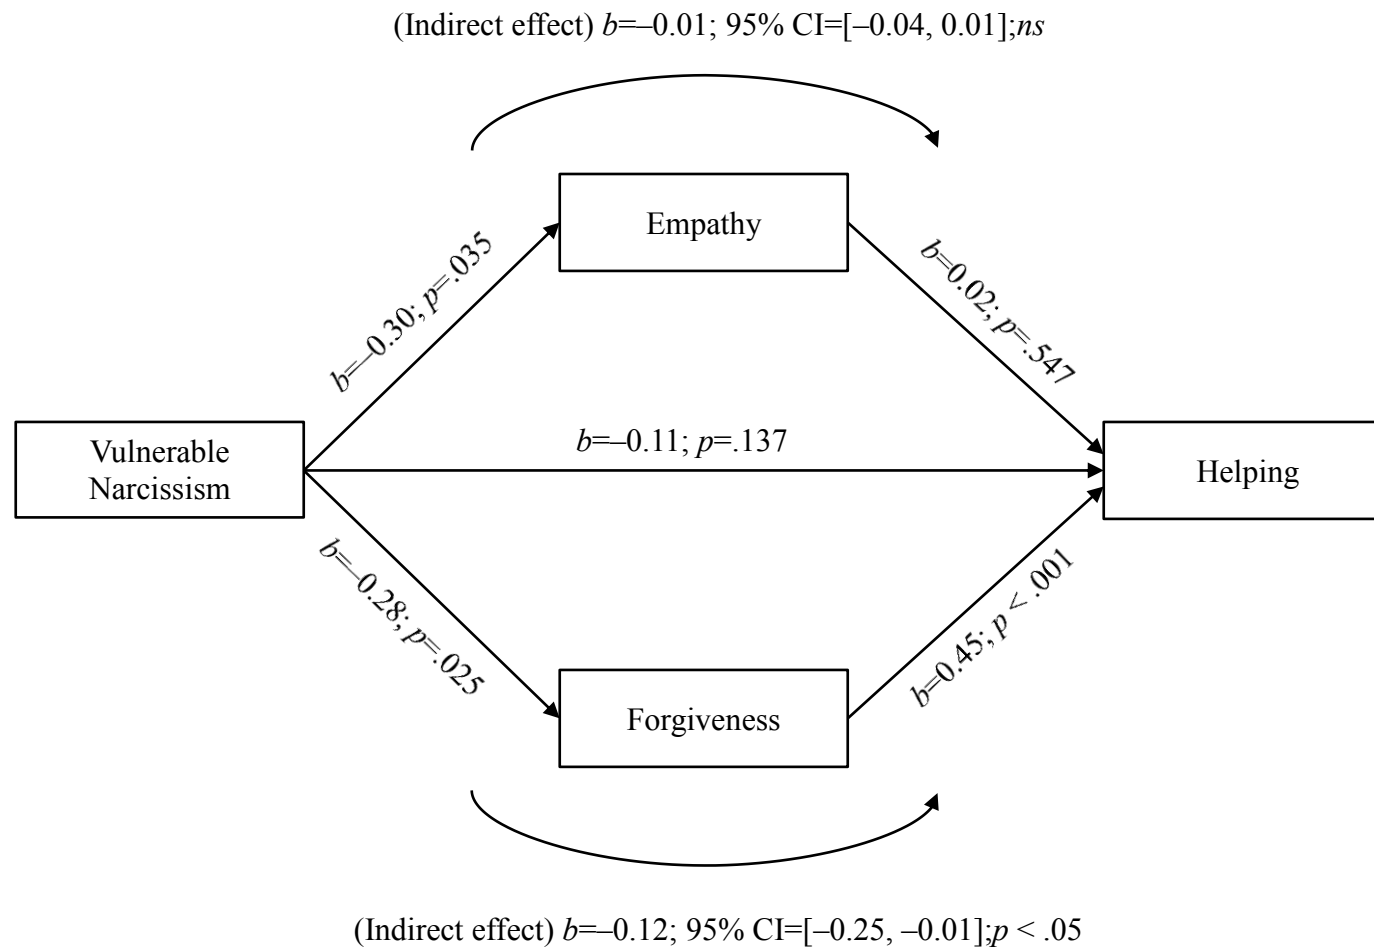 (Indirect effect) b=–0.01; 95% CI=[–0.04, 0.01];ns
Empathy
b=–0.30; p=.035
b=0.02; p=.547
Vulnerable
Narcissism
b=–0.11; p=.137
Helping
b=–0.28; p=.025
b=0.45; p < .001
Forgiveness
(Indirect effect) b=–0.12; 95% CI=[–0.25, –0.01];p < .05